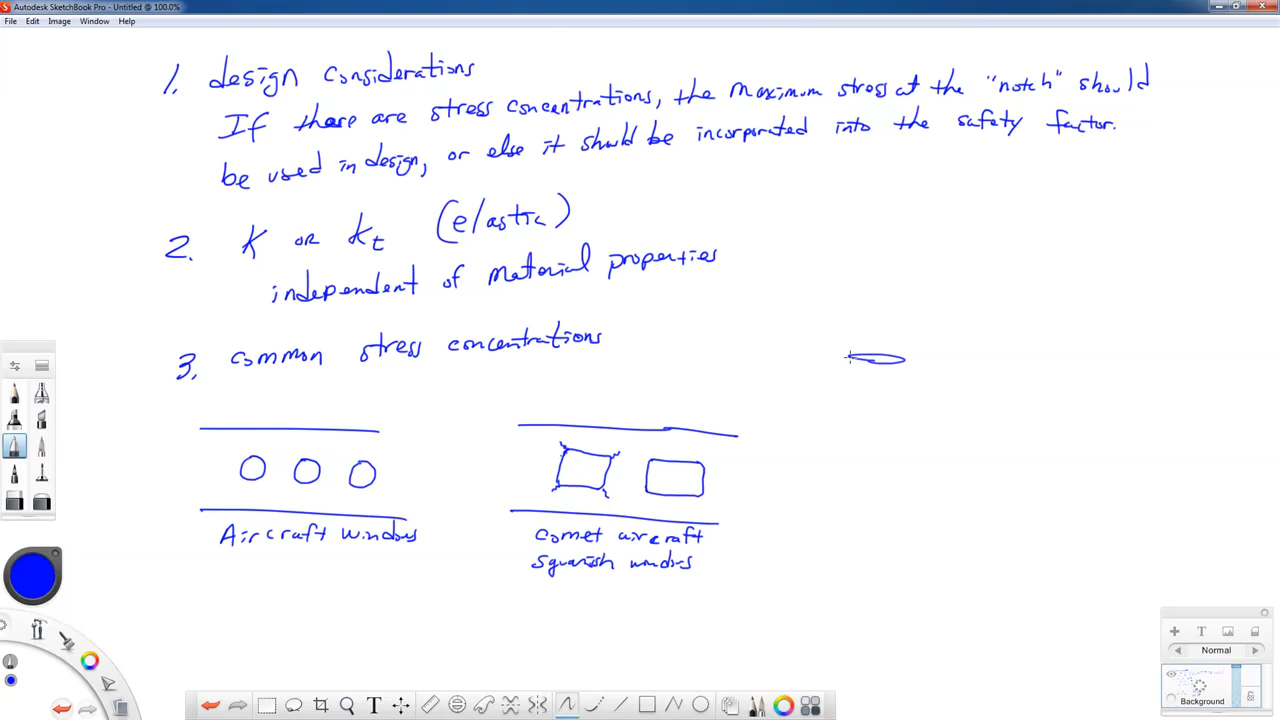 Autodesk SketchBook Pro - Untitled @ 100.0%
File Edit Image Window Help
1. design considerations
If there are stress concentrations, the maximum stress at the "notch" should
be used in design, or else it should be incorporated into the safety factor.
2. K or Kt (elastic)
independent of material properties
3. common stress concentrations
Aircraft windows
Comet aircraft
squarish windows
T
Normal
Background
T